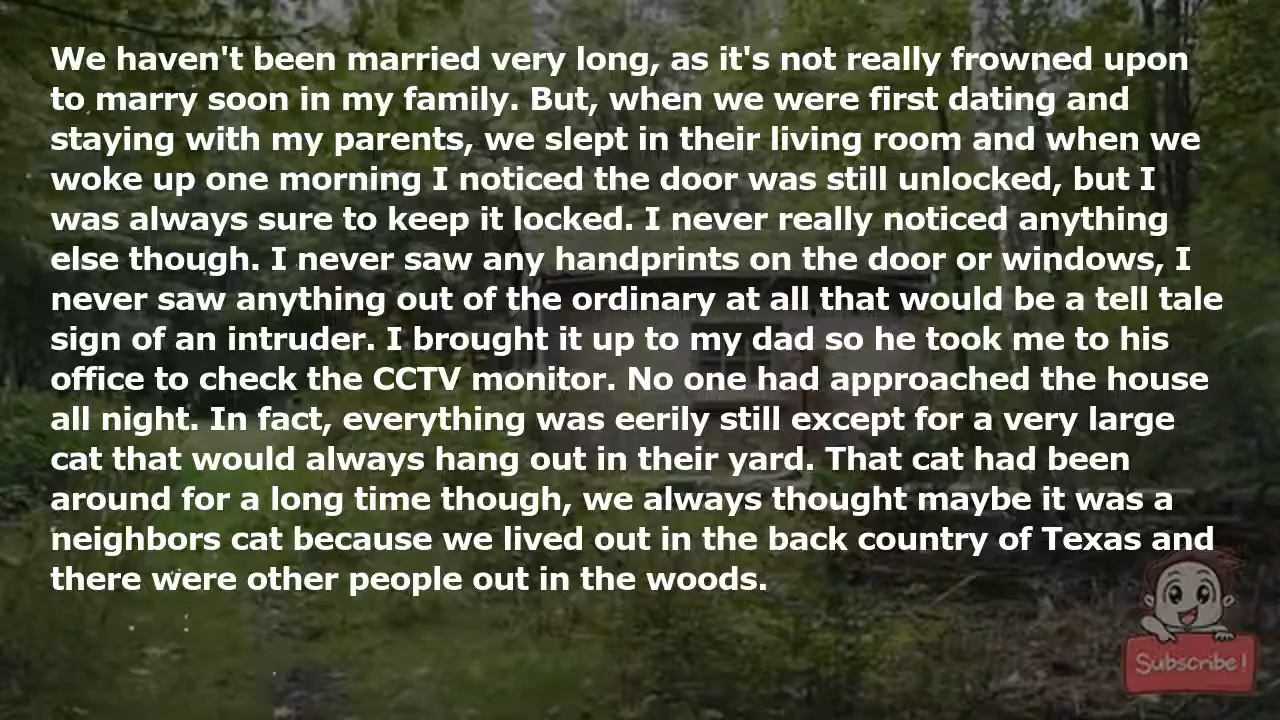 We haven't been married very long, as it's not really frowned upon
to marry soon in my family. But, when we were first dating and
staying with my parents, we slept in their living room and when we
woke up one morning I noticed the door was still unlocked, but I
was always sure to keep it locked. I never really noticed anything
else though. I never saw any handprints on the door or windows, I
never saw anything out of the ordinary at all that would be a tell tale
sign of an intruder. I brought it up to my dad so he took me to his
office to check the CCTV monitor. No one had approached the house
all night. In fact, everything was eerily still except for a very large
cat that would always hang out in their yard. That cat had been
around for a long time though, we always thought maybe it was a
neighbors cat because we lived out in the back country of Texas and
there were other people out in the woods.
Subscribe!